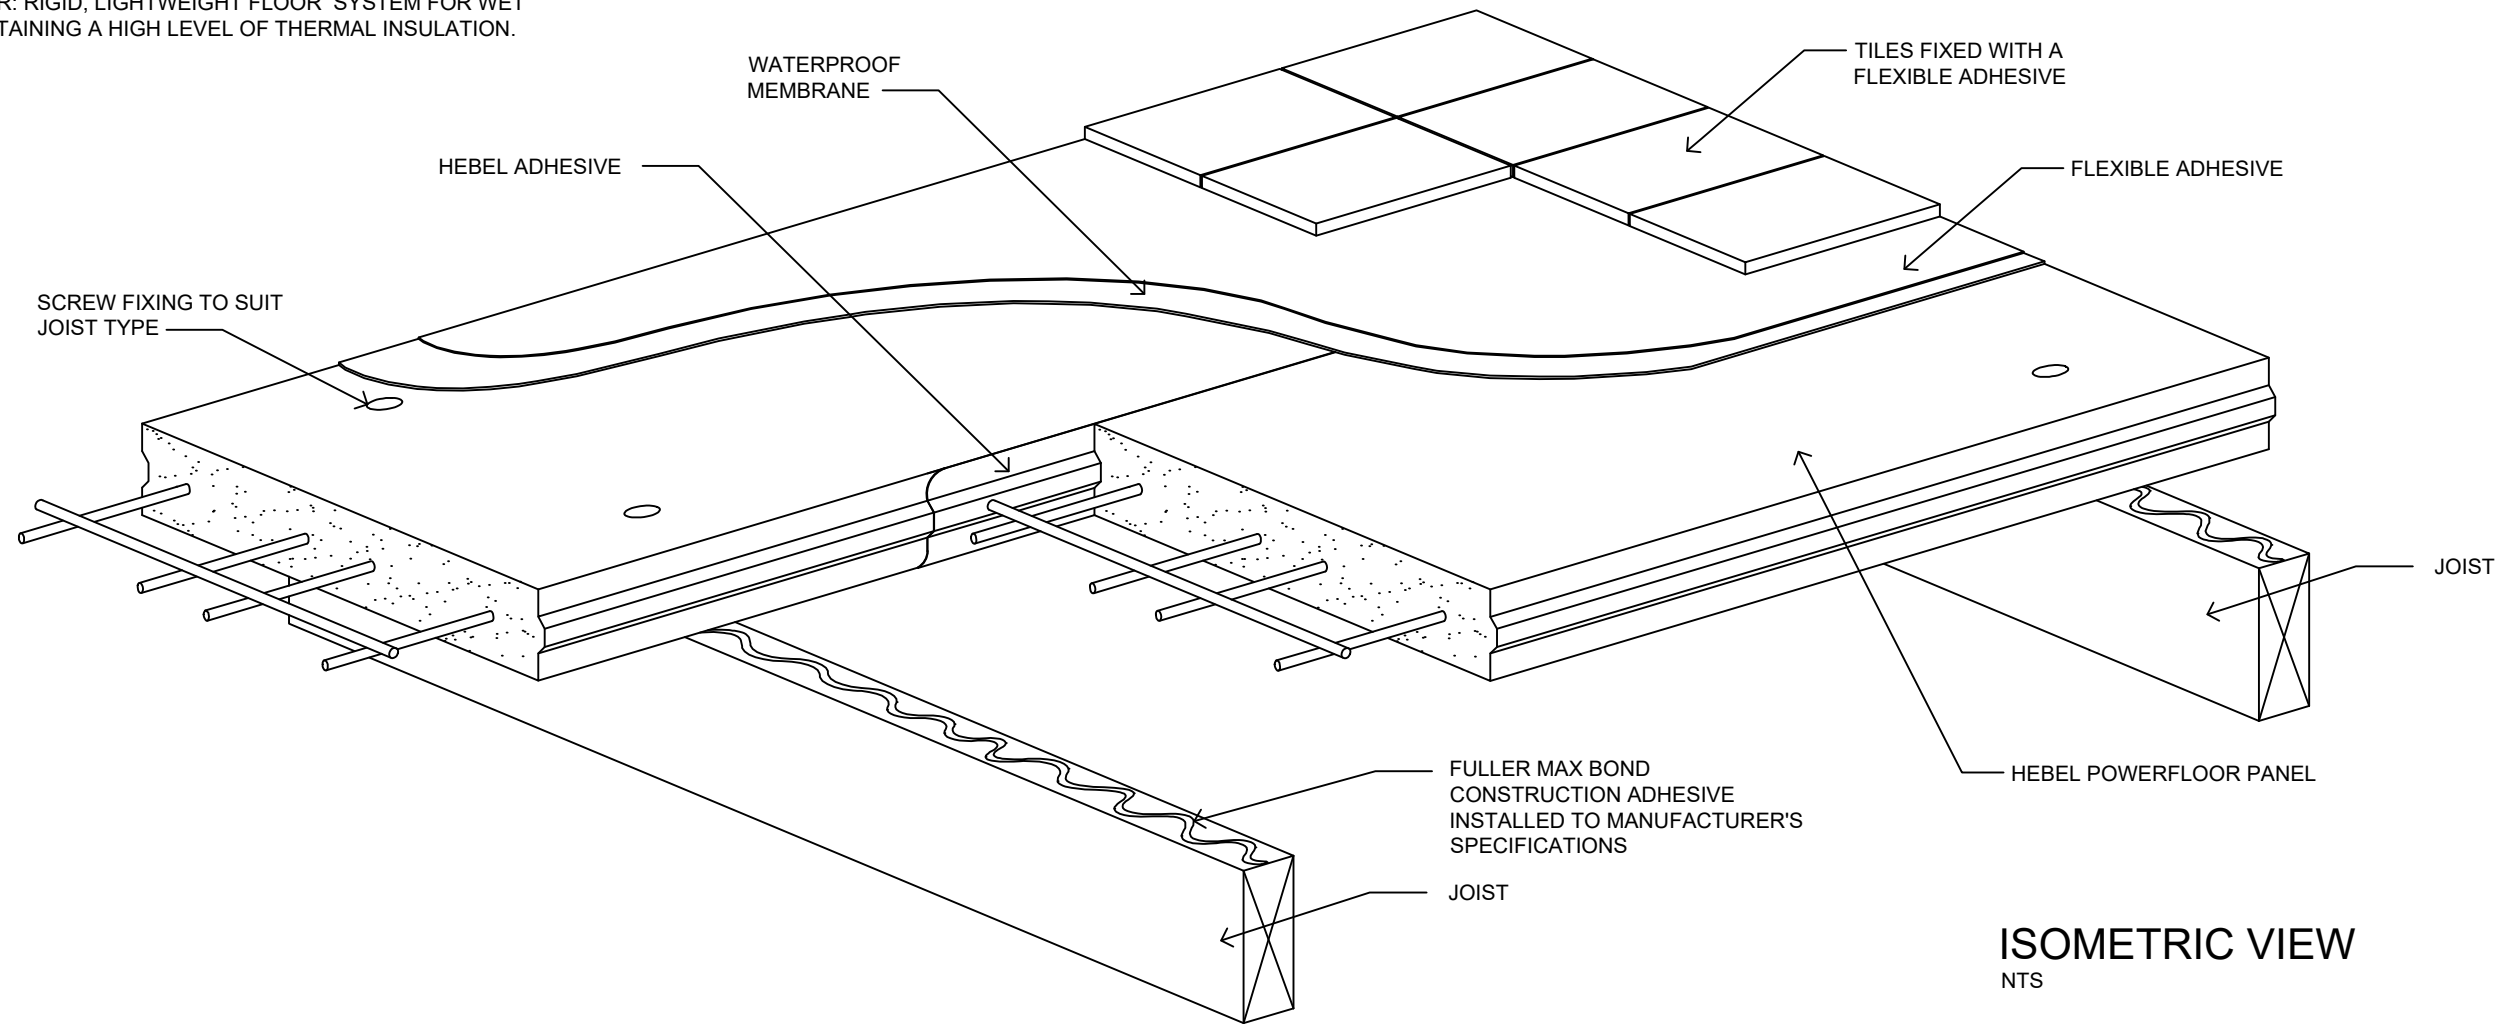 R: RIGID, LIGHTWEIGHT FLOOR SYSTEM FOR WET
TAINING A HIGH LEVEL OF THERMAL INSULATION.
WATERPROOF
MEMBRANE
TILES FIXED WITH A
FLEXIBLE ADHESIVE
HEBEL ADHESIVE
FLEXIBLE ADHESIVE
SCREW FIXING TO SUIT
JOIST TYPE
JOIST
FULLER MAX BOND
CONSTRUCTION ADHESIVE
INSTALLED TO MANUFACTURER'S
SPECIFICATIONS
HEBEL POWERFLOOR PANEL
JOIST
ISOMETRIC VIEW
NTS